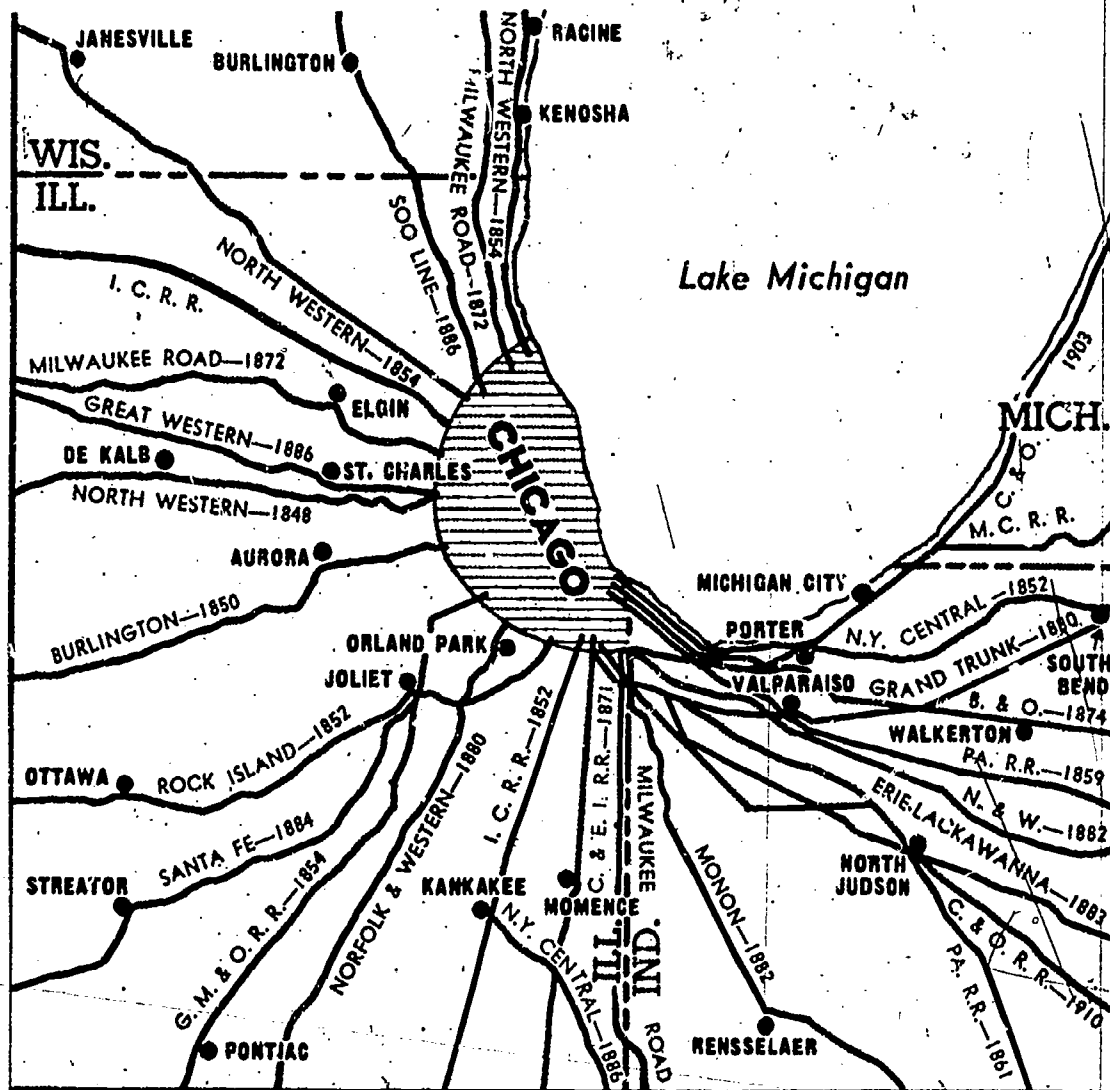 JANESVILLE
BURLINGTON
RACINE
KENOSHA
NORTH WESTERN—1854
MILWAUKEE ROAD—1872
WIS.
ILL.
SOO LINE—1886
NORTH WESTERN—1854
I. C. R. R.
Lake Michigan
MILWAUKEE ROAD—1872
ELGIN
GREAT WESTERN—1886
DE KALB
ST. CHARLES
NORTH WESTERN—1848
CHICAGO
1903
MICH.
C. & O.
M. C. R. R.
AURORA
BURLINGTON—1850
MICHIGAN CITY
N.Y. CENTRAL—1852
PORTER
GRAND TRUNK—1880
SOUTH
BEND
ORLAND PARK
JOLIET
VALPARAISO
B. & O.—1874
WALKERTON
PA. R.R.—1859
N. & W.—1882
ERIE LACKAWANNA—1883
OTTAWA
ROCK ISLAND—1852
SANTA FE—1884
STREATOR
G. M. & O. R. R.—1854
NORFOLK & WESTERN—1880
I. C. R. R.—1852
C. & E. I. R.R.—1871
MILWAUKEE
ROAD
MONON—1882
NORTH
JUDSON
C. & O. R. R.—1910
PA. R.R.—1861
KANKAKEE
MOMENCE
N.Y. CENTRAL—1886
ILL.
IND.
PONTIAC
RENSSELAER